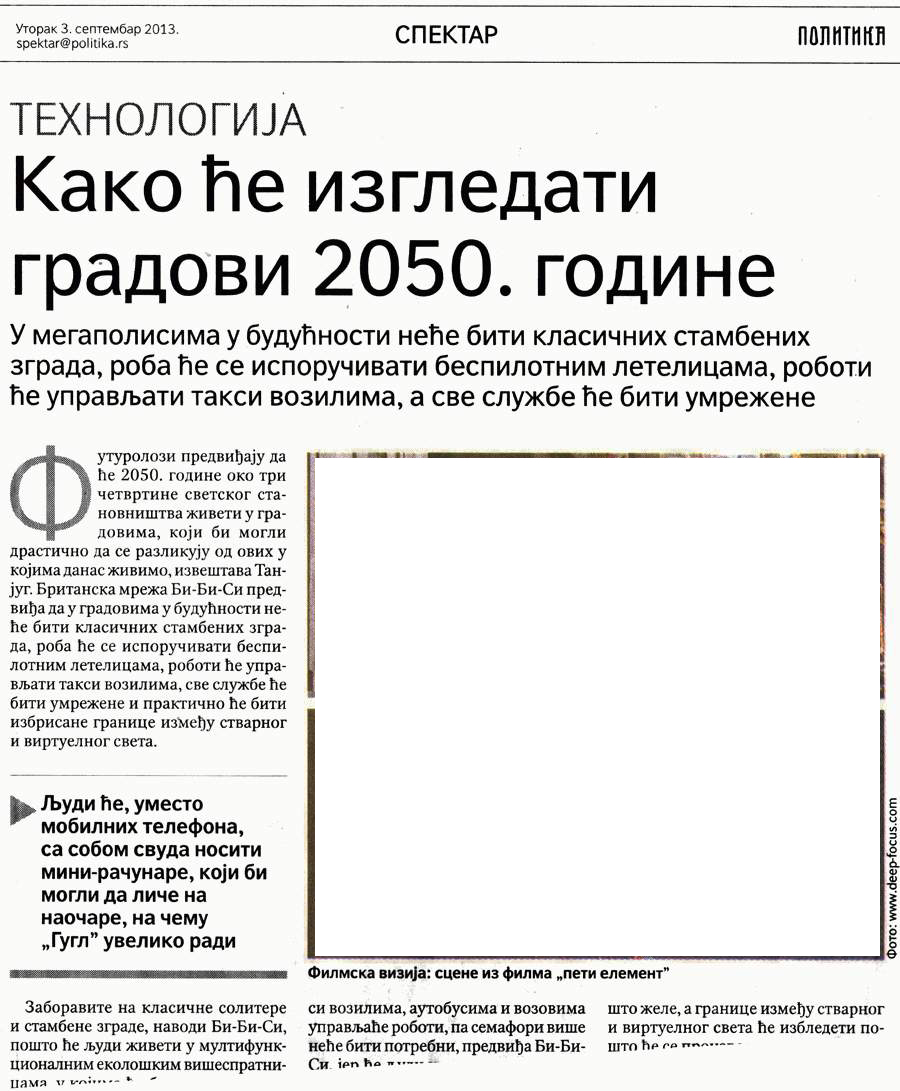 Уторак 3. септембар 2013.
spektar@politika.rs
СПЕКТАР
ПОЛИТИКА
ТЕХНОЛОГИЈА
Како ће изгледати
градови 2050. године
У мегаполисима у будућности неће бити класичних стамбених
зграда, роба ће се испоручивати беспилотним летелицама, роботи
ће управљати такси возилима, а све службе ће бити умрежене
Футуролози предвиђају да
ће 2050. године око три
четвртине светског ста-
новништва живети у гра-
довима, који би могли
драстично да се разликују од ових у
којима данас живимо, извештава Тан-
југ. Британска мрежа Би-Би-Си пред-
виђа да у градовима у будућности не-
ће бити класичних стамбених згра-
да, роба ће се испоручивати беспи-
лотним летелицама, роботи ће упра-
вљати такси возилима, све службе ће
бити умрежене и практично ће бити
избрисане границе између стварног
и виртуелног света.
Људи ће, уместо
мобилних телефона,
са собом свуда носити
мини-рачунаре, који би
могли да личе на
наочаре, на чему
„Гугл” увелико ради
Фото: www.deep-focus.com
Филмска визија: сцене из филма „пети елемент”
Заборавите на класичне солитере
и стамбене зграде, наводи Би-Би-Си,
пошто ће људи живети у мултифунк-
ционалним еколошким вишеспратни-
цама, у
си возилима, аутобусима и возовима
управљаће роботи, па семафори више
неће бити потребни, предвиђа Би-Би-
Си, јер ће
што желе, а границе између стварног
и виртуелног света ће избледети по-
што ће се